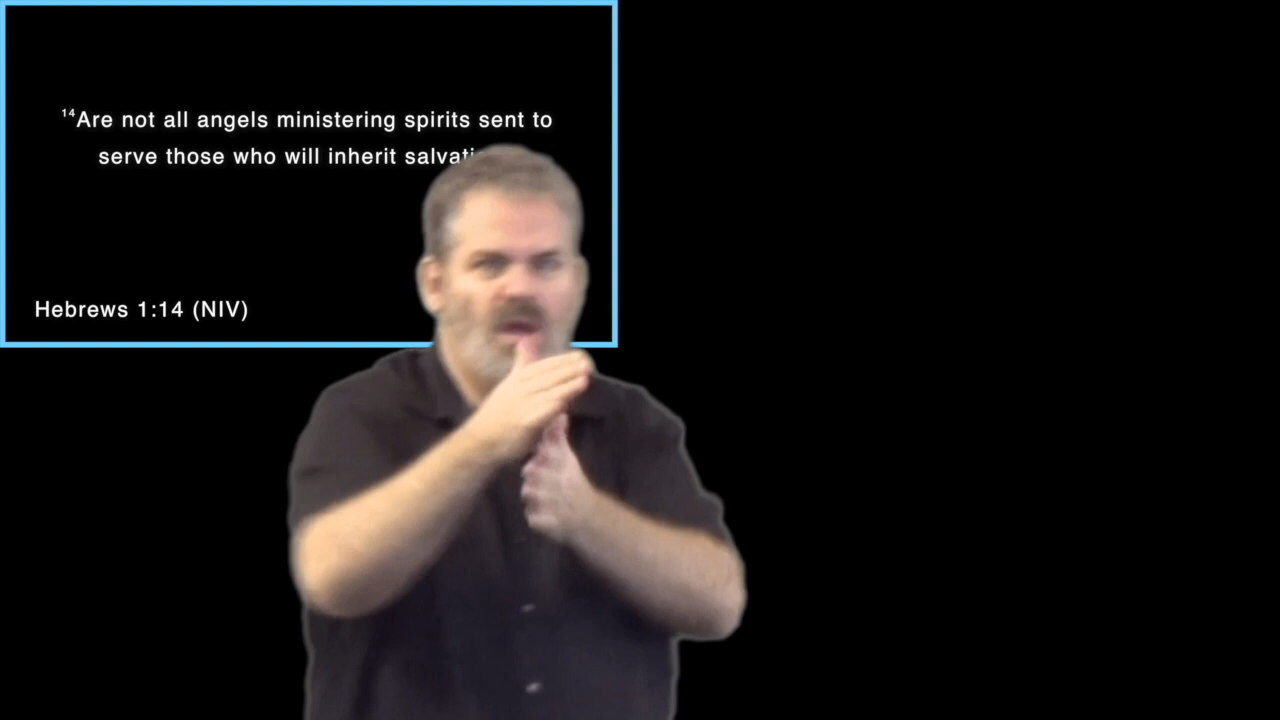 ¹⁴Are not all angels ministering spirits sent to
serve those who will inherit
Hebrews 1:14 (NIV)